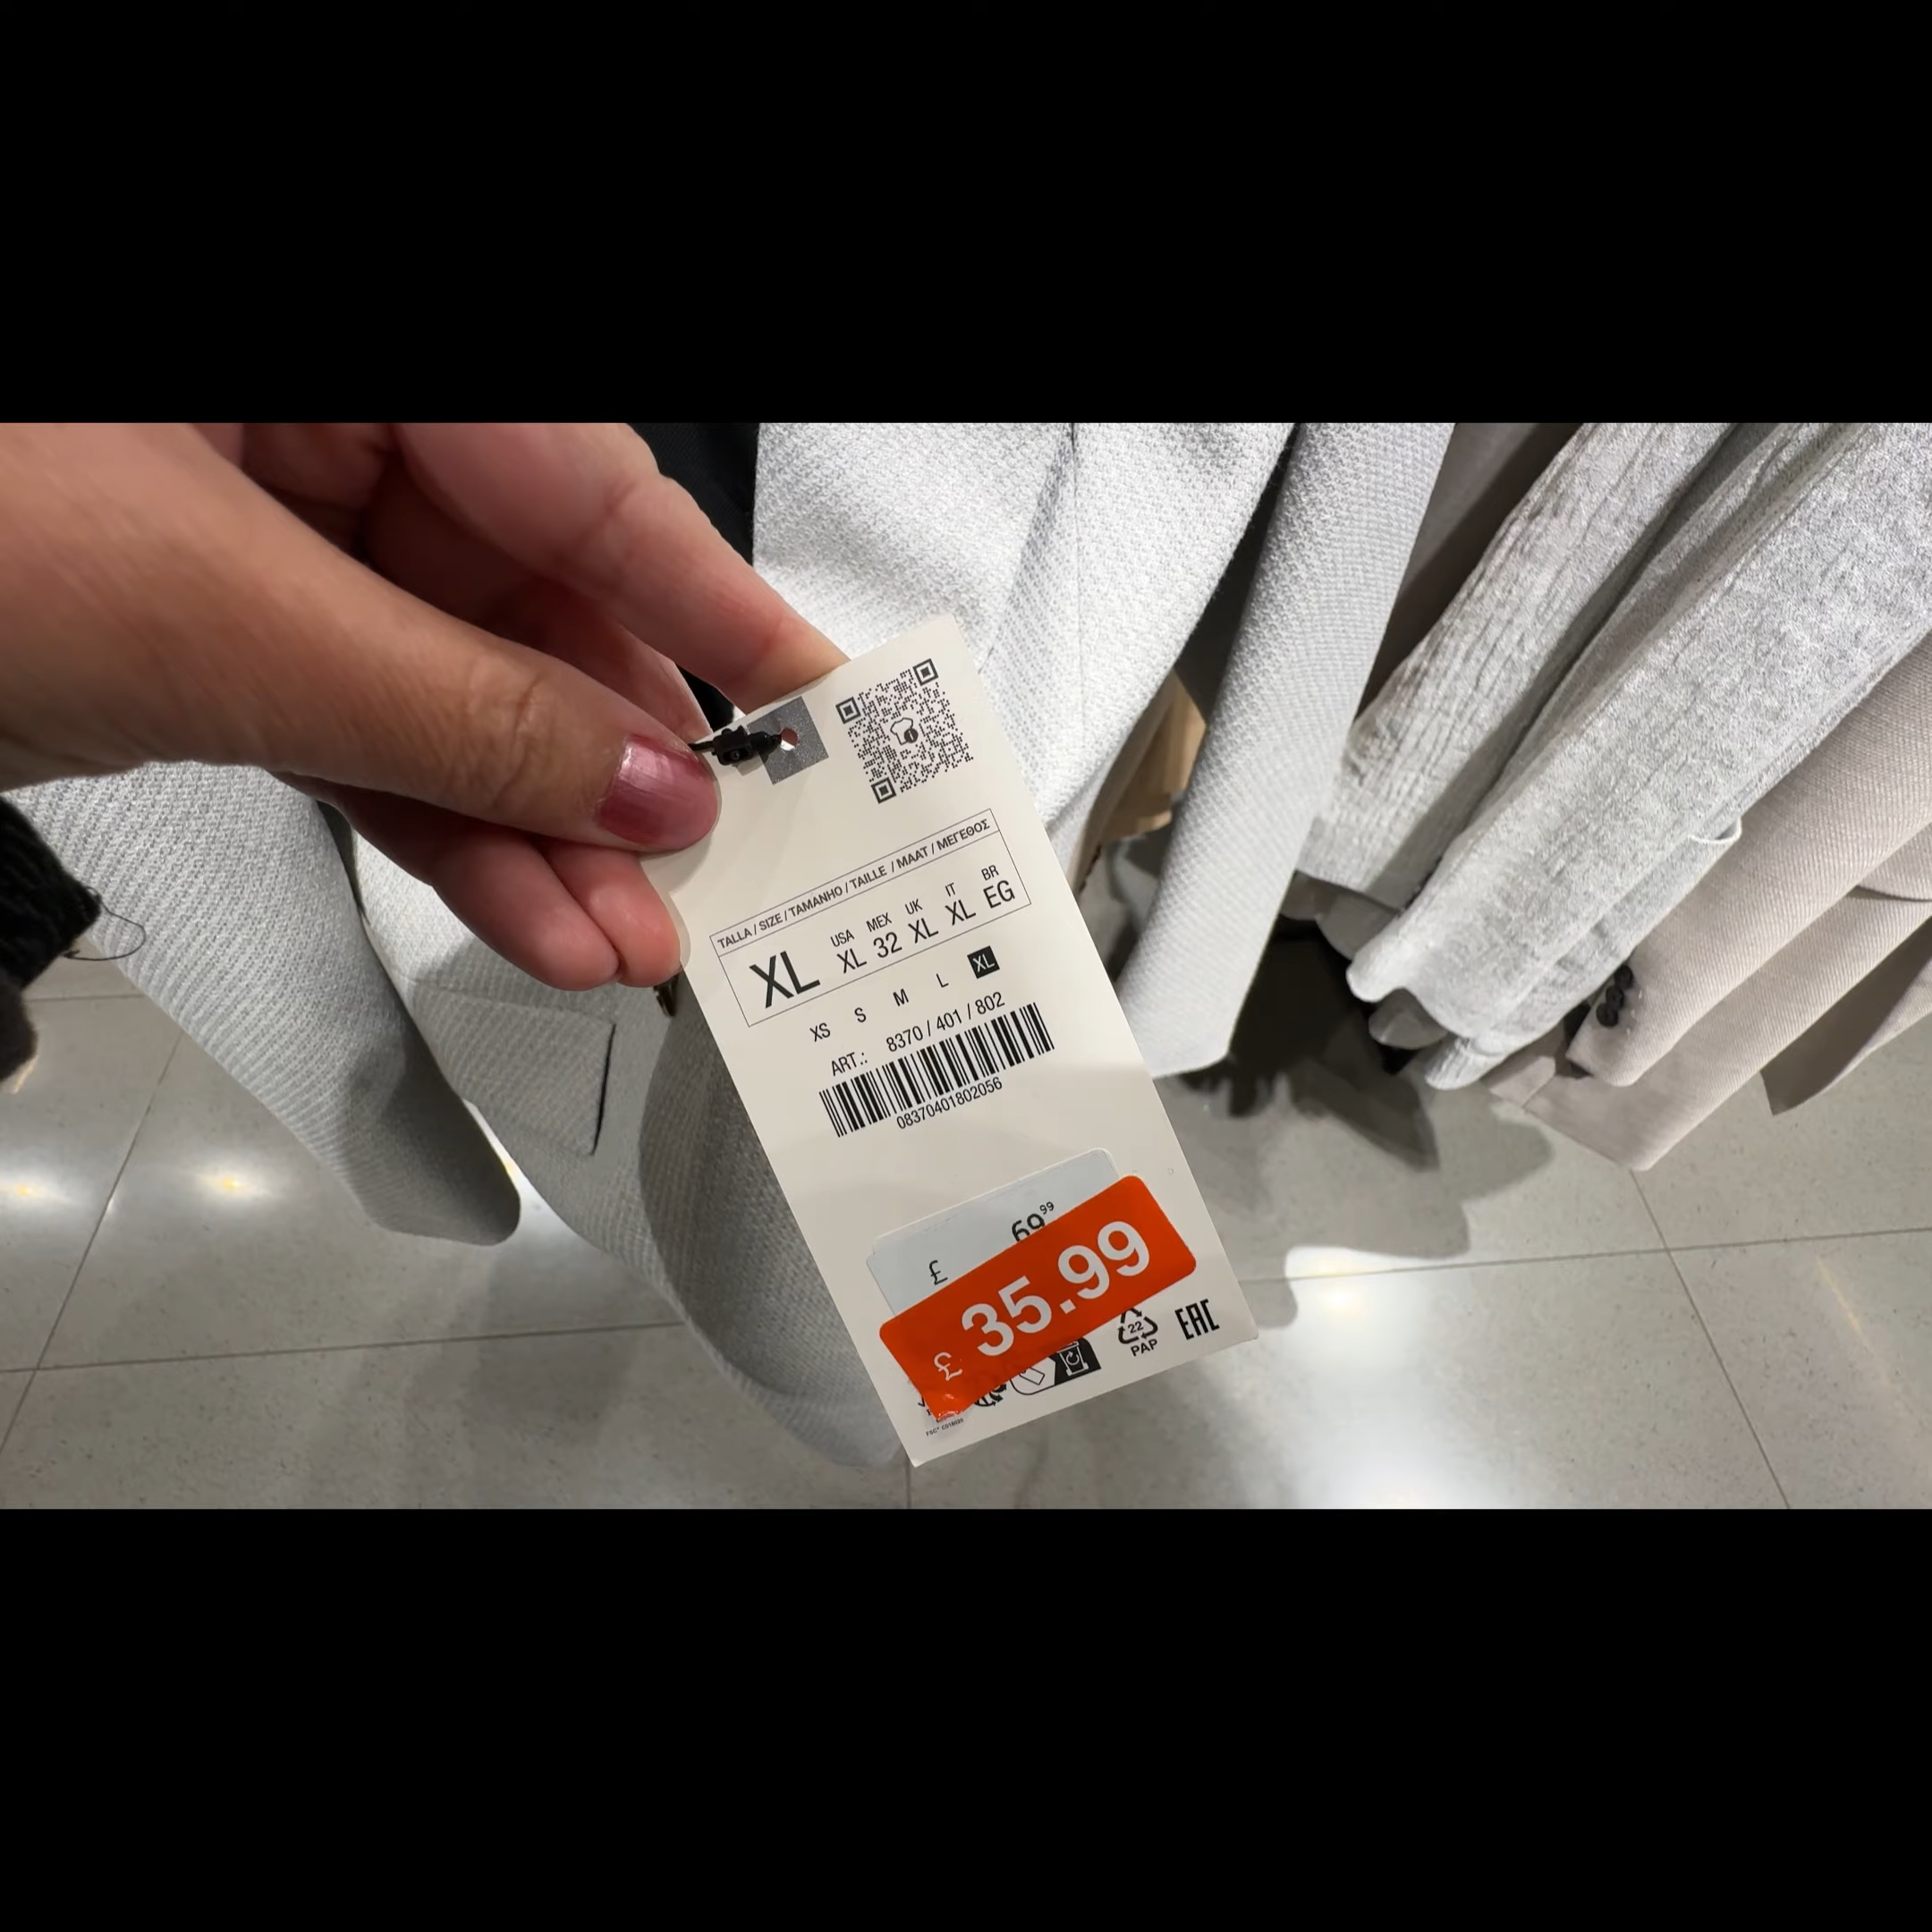 TALLA / SIZE / TAMANHO / TAILLE / MAAT / ΜΕΓΕΘΟΣ
XL
USA MEX UK IT BR
XL 32 XL XL EG
XS S M L XL
ART.: 8370 / 401 / 802
08370401802056
£ 69.99
£ 35.99
22
PAP
EAC